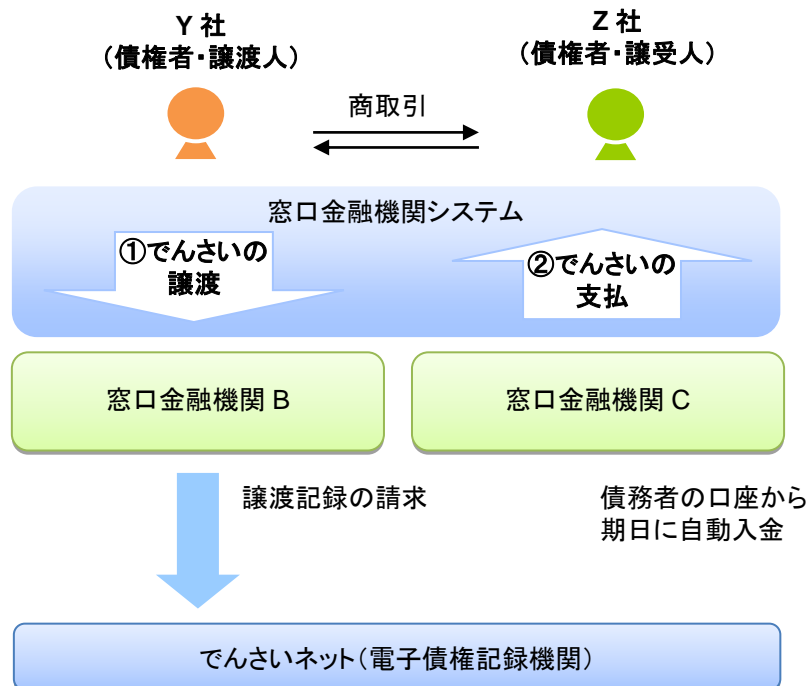 Y 社
（債権者・譲渡人）
Z 社
（債権者・譲受人）
商取引
窓口金融機関システム
①でんさいの
譲渡
②でんさいの
支払
窓口金融機関 B
窓口金融機関 C
譲渡記録の請求
債務者の口座から
期日に自動入金
でんさいネット（電子債権記録機関）